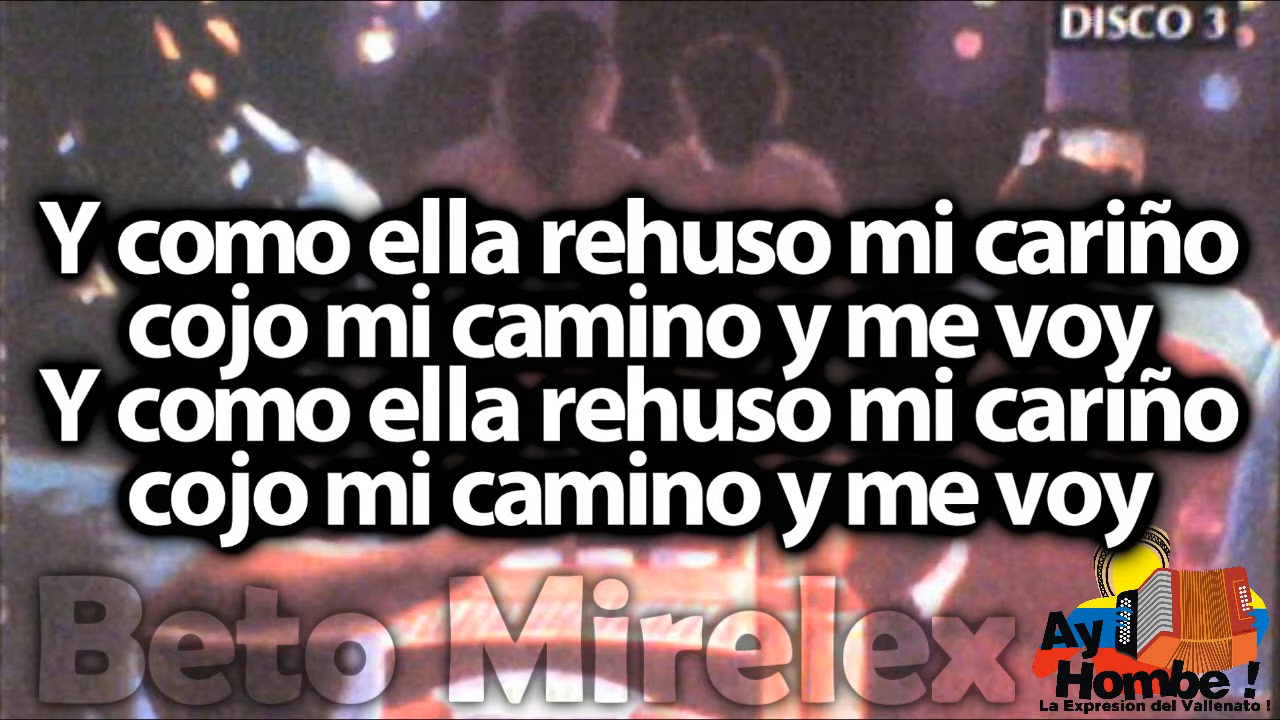 DISCO 3
Y como ella rehuso mi cariño
cojo mi camino y me voy
Y como ella rehuso mi cariño
cojo mi camino y me voy
Beto Mirelex
Ay
Hombe !
La Expresion del Vallenato !